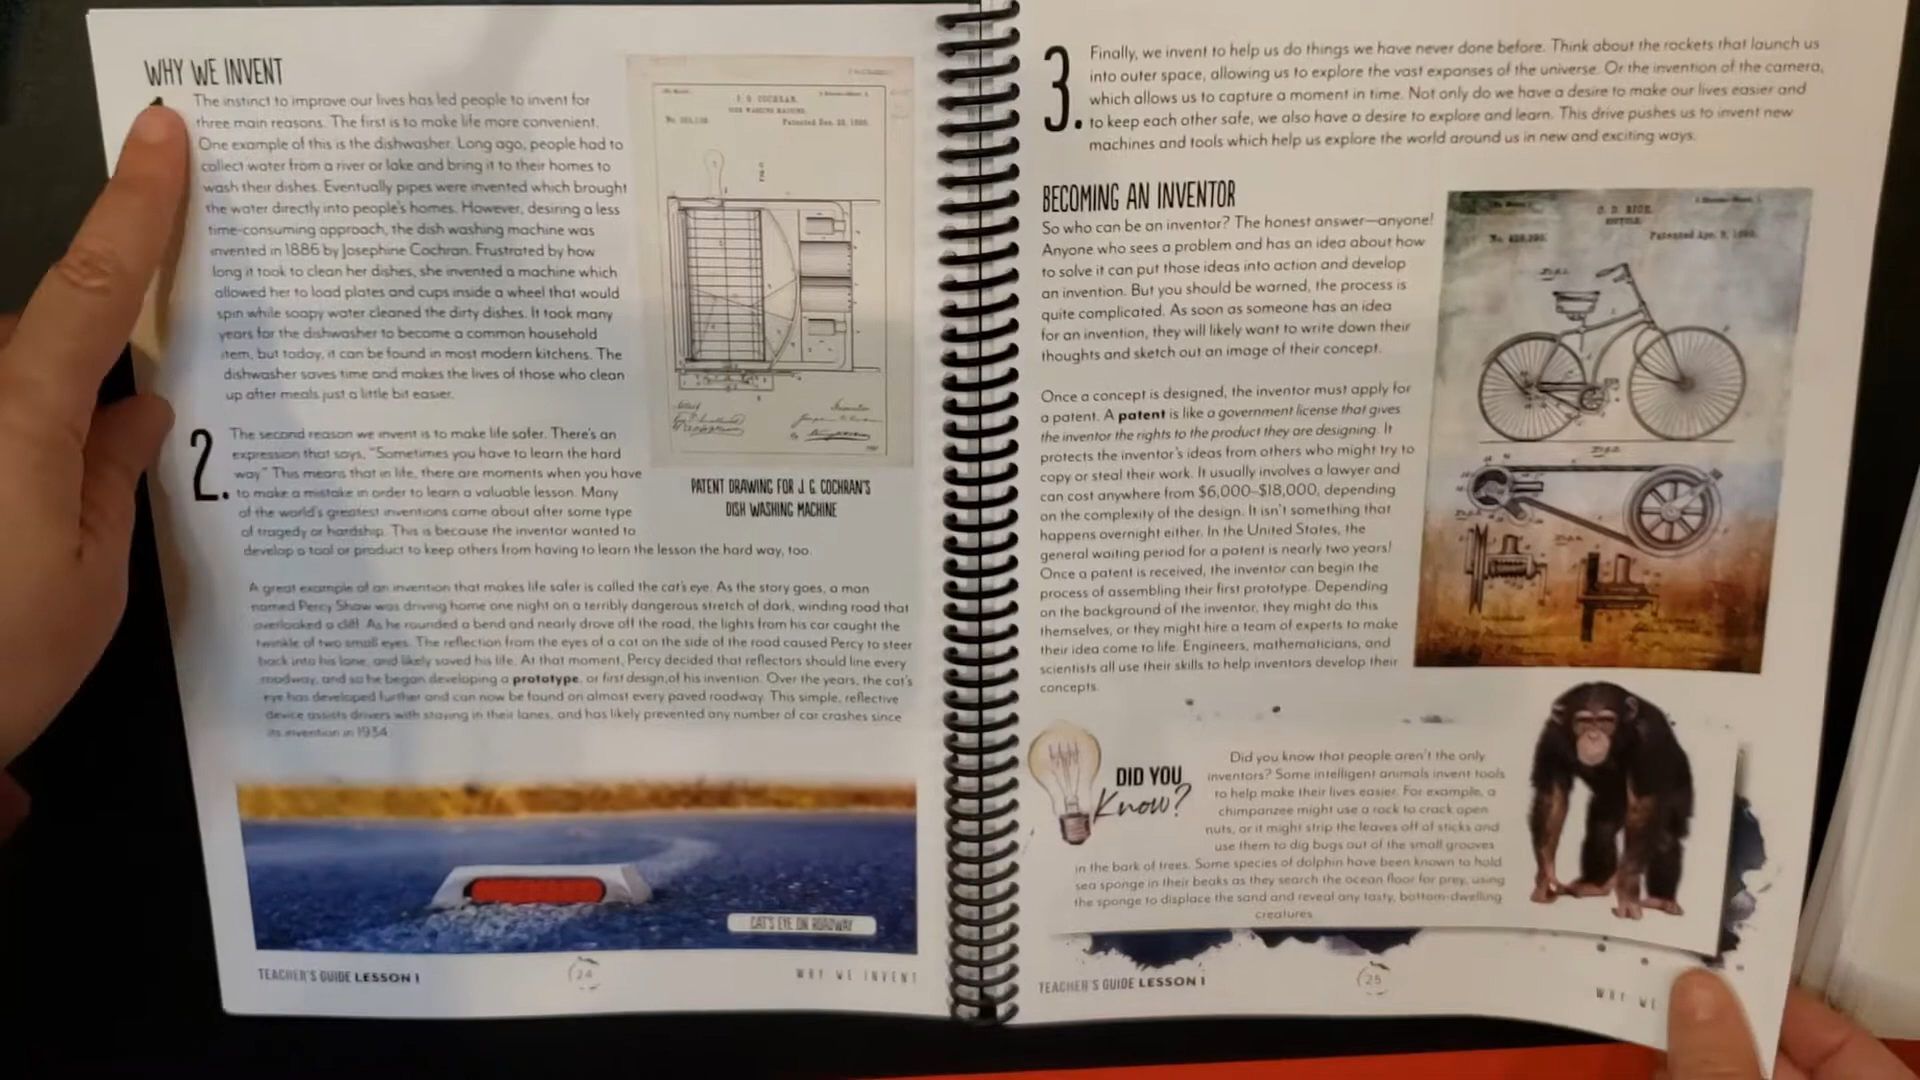 WHY WE INVENT
The instinct to improve our lives has led people to invent for
three main reasons. The first is to make life more convenient.
One example of this is the dishwasher. Long ago, people had to
collect water from a river or lake and bring it to their homes to
wash their dishes. Eventually pipes were invented which brought
the water directly into people's homes. However, desiring a less
time-consuming approach, the dish washing machine was
invented in 1886 by Josephine Cochran. Frustrated by how
long it took to clean her dishes, she invented a machine which
allowed her to load plates and cups inside a wheel that would
spin while soapy water cleaned the dirty dishes. It took many
years for the dishwasher to become a common household
item, but today, it can be found in most modern kitchens. The
dishwasher saves time and makes the lives of those who clean
up after meals just a little bit easier.
2.
The second reason we invent is to make life safer. There's an
expression that says, "Sometimes you have to learn the hard
way." This means that in life, there are moments when you have
to make a mistake in order to learn a valuable lesson. Many
of the world's greatest inventions came about after some type
of tragedy or hardship. This is because the inventor wanted to
develop a tool or product to keep others from having to learn the lesson the hard way, too.
J. G. COCHRAN.
DISH WASHING MACHINE.
Patented Dec. 28, 1886.
PATENT DRAWING FOR J. G. COCHRAN'S
DISH WASHING MACHINE
A great example of an invention that makes life safer is called the cat's eye. As the story goes, a man
named Percy Shaw was driving home one night on a terribly dangerous stretch of dark, winding road that
overlooked a cliff. As he rounded a bend and nearly drove off the road, the lights from his car caught the
twinkle of two small eyes. The reflection from the eyes of a cat on the side of the road caused Percy to steer
back into his lane, and likely saved his life. At that moment, Percy decided that reflectors should line every
roadway, and so he began developing a prototype, or first design,of his invention. Over the years, the cat's
eye has developed further and can now be found on almost every paved roadway. This simple, reflective
device assists drivers with staying in their lanes, and has likely prevented any number of car crashes since
its invention in 1934.
CAT'S EYE ON ROADWAY
TEACHER'S GUIDE LESSON 1
24
WHY WE INVENT
3.
Finally, we invent to help us do things we have never done before. Think about the rockets that launch us
into outer space, allowing us to explore the vast expanses of the universe. Or the invention of the camera,
which allows us to capture a moment in time. Not only do we have a desire to make our lives easier and
to keep each other safe, we also have a desire to explore and learn. This drive pushes us to invent new
machines and tools which help us explore the world around us in new and exciting ways.
BECOMING AN INVENTOR
So who can be an inventor? The honest answer—anyone!
Anyone who sees a problem and has an idea about how
to solve it can put those ideas into action and develop
an invention. But you should be warned, the process is
quite complicated. As soon as someone has an idea
for an invention, they will likely want to write down their
thoughts and sketch out an image of their concept.
Once a concept is designed, the inventor must apply for
a patent. A patent is like a government license that gives
the inventor the rights to the product they are designing. It
protects the inventor's ideas from others who might try to
copy or steal their work. It usually involves a lawyer and
can cost anywhere from $6,000–$18,000, depending
on the complexity of the design. It isn't something that
happens overnight either. In the United States, the
general waiting period for a patent is nearly two years!
Once a patent is received, the inventor can begin the
process of assembling their first prototype. Depending
on the background of the inventor, they might do this
themselves, or they might hire a team of experts to make
their idea come to life. Engineers, mathematicians, and
scientists all use their skills to help inventors develop their
concepts.
BICYCLE.
DID YOU
Know?
Did you know that people aren't the only
inventors? Some intelligent animals invent tools
to help make their lives easier. For example, a
chimpanzee might use a rock to crack open
nuts, or it might strip the leaves off of sticks and
use them to dig bugs out of the small grooves
in the bark of trees. Some species of dolphin have been known to hold
sea sponge in their beaks as they search the ocean floor for prey, using
the sponge to displace the sand and reveal any tasty, bottom-dwelling
creatures.
TEACHER'S GUIDE LESSON 1
25
WHY WE